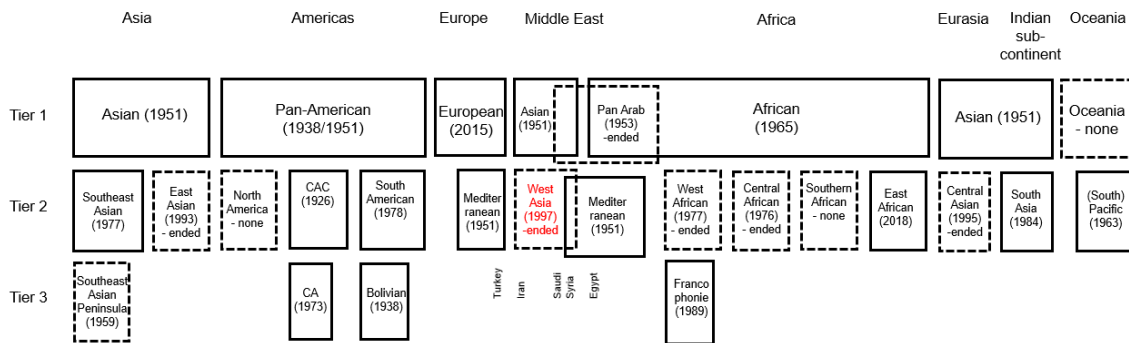 Asia
Americas
Europe
Middle East
Africa
Eurasia
Indian
sub-
continent
Oceania
Tier 1
Asian (1951)
Pan-American
(1938/1951)
European
(2015)
Asian
(1951)
Pan Arab
(1953)
-ended
African
(1965)
Asian (1951)
Oceania
- none
Tier 2
Southeast
Asian
(1977)
East
Asian
(1993)
- ended
North
America
- none
CAC
(1926)
South
American
(1978)
Mediter
ranean
(1951)
West
Asia
(1997)
-ended
Mediter
ranean
(1951)
West
African
(1977)
- ended
Central
African
(1976)
- ended
Southern
African
- none
East
African
(2018)
Central
Asian
(1995)
-ended
South
Asia
(1984)
(South)
Pacific
(1963)
Tier 3
Southeast
Asian
Peninsula
(1959)
CA
(1973)
Bolivian
(1938)
Turkey
Iran
Saudi
Syria
Egypt
Franco
phonie
(1989)